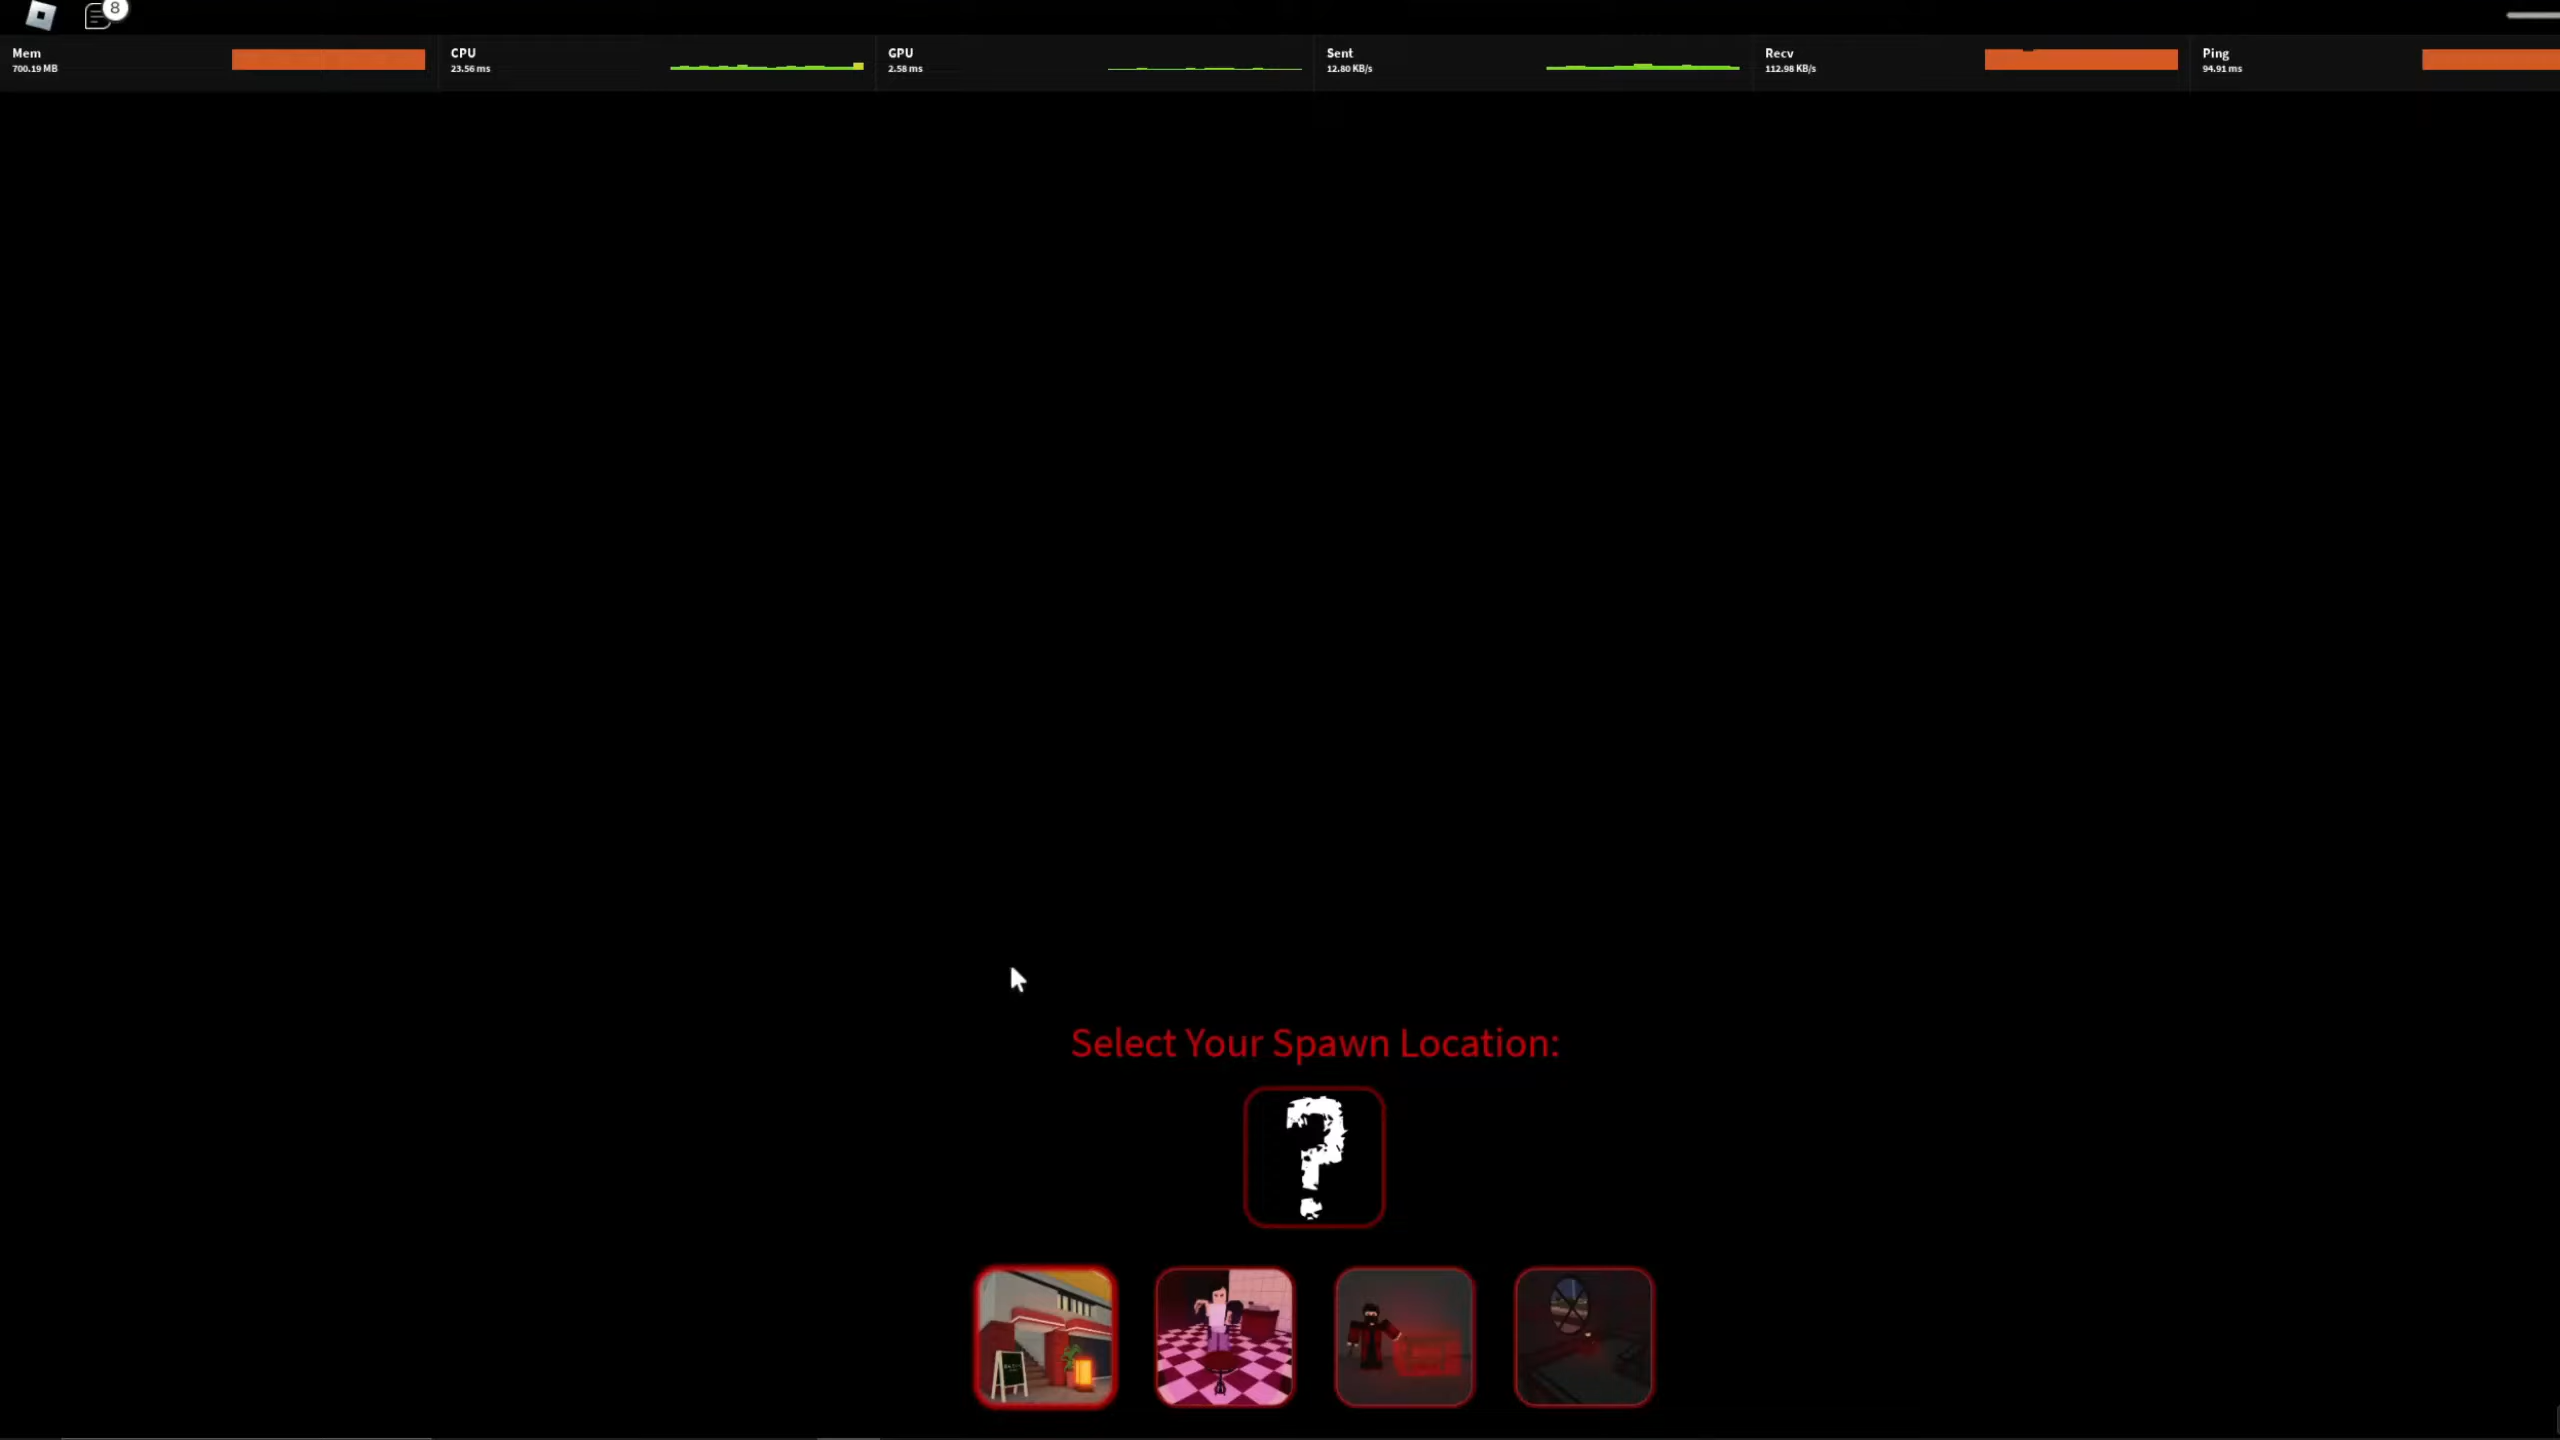 8
Mem
700.19 MB
CPU
23.56 ms
GPU
2.58 ms
Sent
12.80 KB/s
Recv
112.98 KB/s
Ping
94.91 ms
Select Your Spawn Location:
?